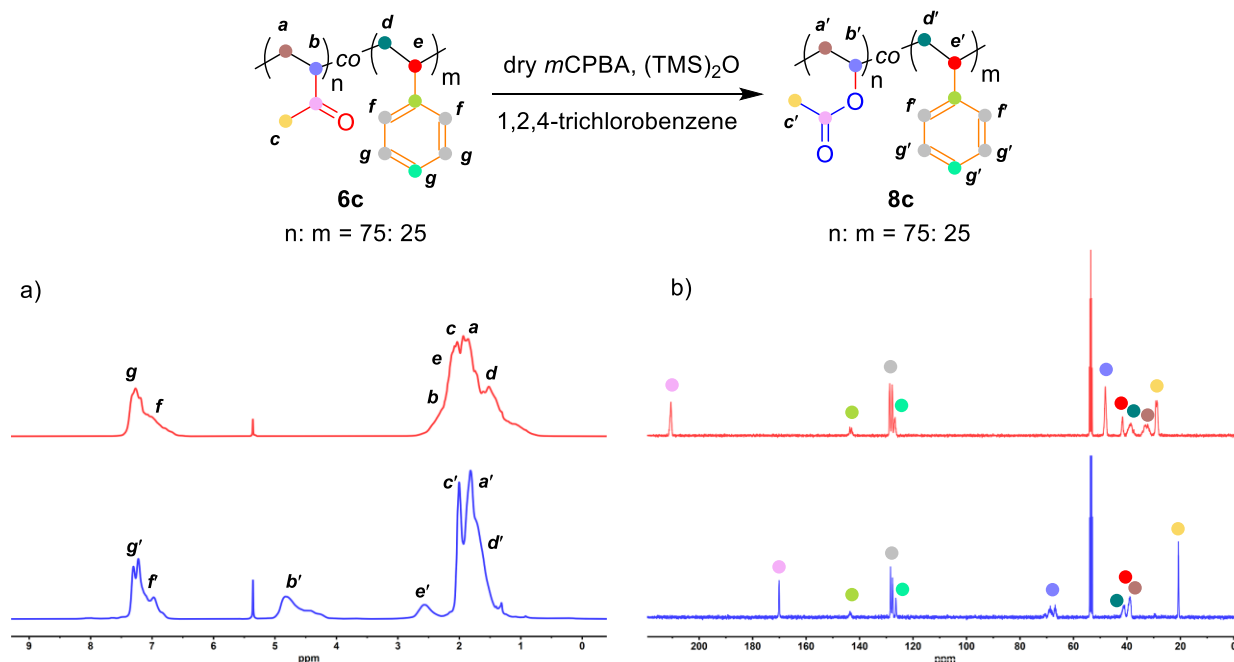 a b d e
n co m
c O f f
g g
g
6c
n: m = 75: 25
dry mCPBA, (TMS)₂O
1,2,4-trichlorobenzene
a' b' d' e'
n co m
O
c' O f' f'
g' g'
g'
8c
n: m = 75: 25
a)
g f b e c a d
g' f' b' e' c' a' d'
9 8 7 6 5 4 3 2 1 0
ppm
b)
200 180 160 140 120 100 80 60 40 20 0
ppm